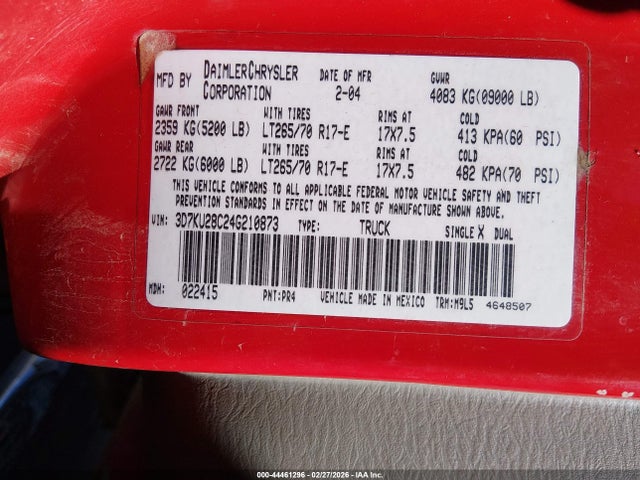 MFD BY DAIMLERCHRYSLER CORPORATION DATE OF MFR 2-04 GVWR 4083 KG(09000 LB)
GAWR FRONT WITH TIRES RIMS AT COLD
2359 KG(5200 LB) LT265/70 R17-E 17X7.5 413 KPA(60 PSI)
GAWR REAR WITH TIRES RIMS AT COLD
2722 KG(6000 LB) LT265/70 R17-E 17X7.5 482 KPA(70 PSI)
THIS VEHICLE CONFORMS TO ALL APPLICABLE FEDERAL MOTOR VEHICLE SAFETY AND THEFT
PREVENTION STANDARDS IN EFFECT ON THE DATE OF MANUFACTURE SHOWN ABOVE.
VIN: 3D7KU28C24G210873 TYPE: TRUCK SINGLE X DUAL
MDH: 022415 PNT:PR4 VEHICLE MADE IN MEXICO TRM:M9L5 4648507
000-44461296 - 02/27/2026 - IAA Inc.